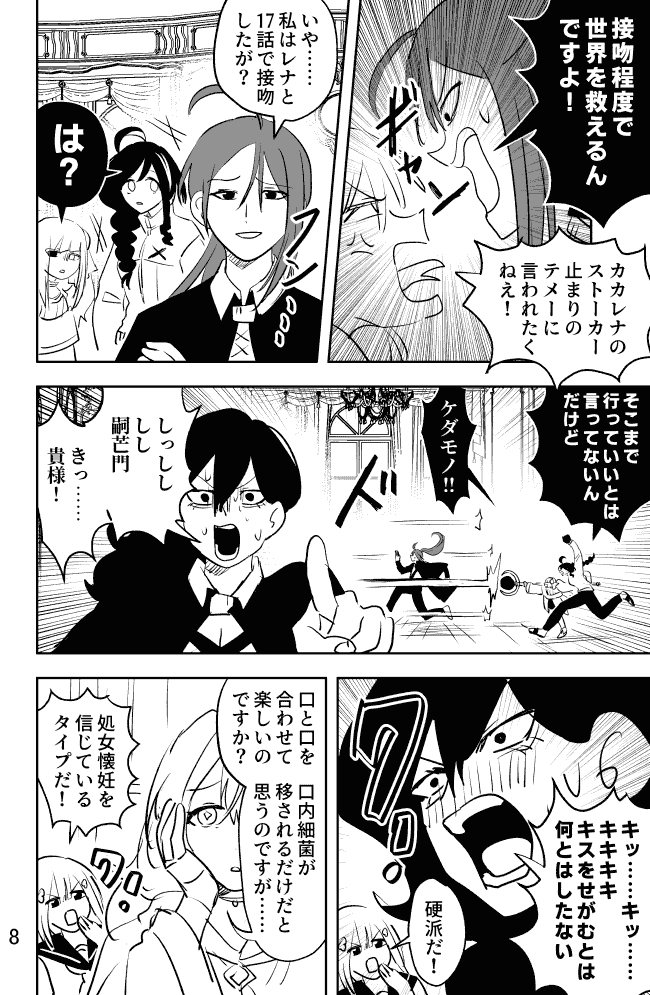 接吻程度で
世界を救えるん
ですよ！
ギャーン
カカレナの
ストーカー
止まりの
テメーに
言われたく
ねえ！
いや……
私はレナと
17話で接吻
したが？
フフン
は？
そこまで
行っていいとは
言ってないん
だけど
ケダモノ!!
しっしし
しし
嗣芒門
きっ……
貴様！
キッ……キッ……
キキキキ
キスをせがむとは
何とはしたない
ワッ！
硬派だ！
口と口を
合わせて
楽しいの
ですか？
口内細菌が
移されるだけだと
思うのですが……
処女懐妊を
信じている
タイプだ！
8